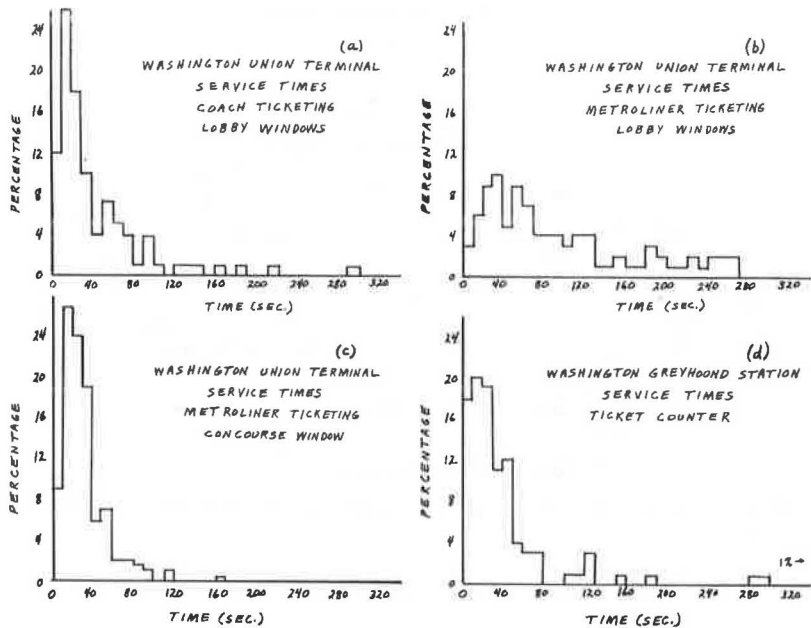 (a)
WASHINGTON UNION TERMINAL
SERVICE TIMES
COACH TICKETING
LOBBY WINDOWS
PERCENTAGE
24
20
16
12
8
4
0
0 40 80 120 160 200 240 280 320
TIME (SEC.)
(b)
WASHINGTON UNION TERMINAL
SERVICE TIMES
METROLINER TICKETING
LOBBY WINDOWS
PERCENTAGE
24
20
16
12
8
4
0
0 40 80 120 160 200 240 280 320
TIME (SEC.)
(c)
WASHINGTON UNION TERMINAL
SERVICE TIMES
METROLINER TICKETING
CONCOURSE WINDOW
PERCENTAGE
24
20
16
12
8
4
0
0 40 80 120 160 200 240 280 320
TIME (SEC.)
(d)
WASHINGTON GREYHOUND STATION
SERVICE TIMES
TICKET COUNTER
PERCENTAGE
24
20
16
12
8
4
0
1%→
0 40 80 120 160 200 240 280 320
TIME (SEC.)